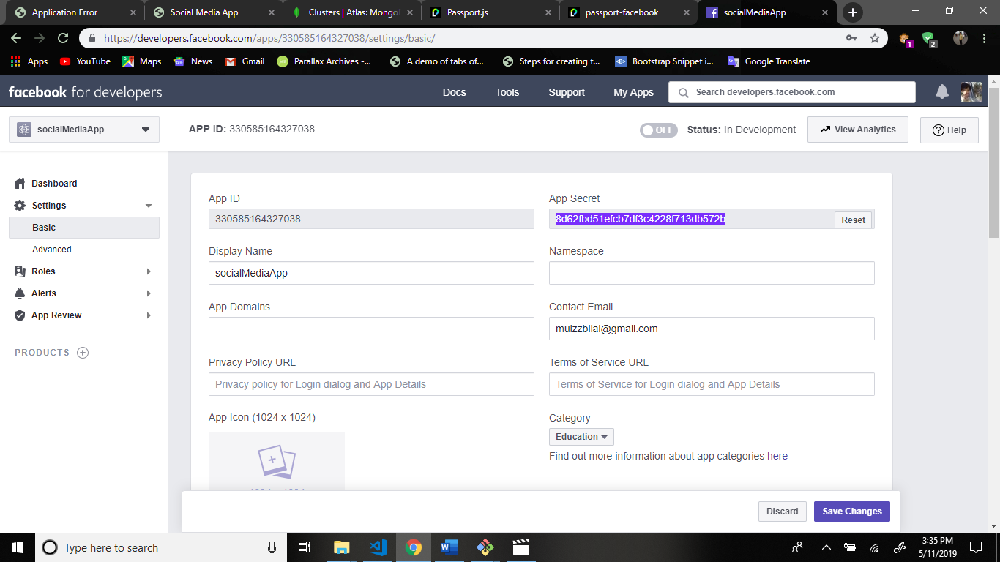 Application Error
Social Media App
Clusters | Atlas: Mongo
Passport.js
passport-facebook
socialMediaApp
https://developers.facebook.com/apps/330585164327038/settings/basic/
1
2
Apps
YouTube
Maps
News
Gmail
Parallax Archives -...
A demo of tabs of...
Steps for creating t...
Bootstrap Snippet i...
Google Translate
facebook for developers
Docs
Tools
Support
My Apps
Search developers.facebook.com
socialMediaApp
APP ID: 330585164327038
OFF
Status: In Development
View Analytics
Help
Dashboard
Settings
Basic
Advanced
Roles
Alerts
App Review
PRODUCTS
App ID
330585164327038
App Secret
8d62fbd51efcb7df3c4228f713db572b
Reset
Display Name
socialMediaApp
Namespace
App Domains
Contact Email
muizzbilal@gmail.com
Privacy Policy URL
Privacy policy for Login dialog and App Details
Terms of Service URL
Terms of Service for Login dialog and App Details
App Icon (1024 x 1024)
Category
Education
Find out more information about app categories here
Discard
Save Changes
Type here to search
3:35 PM
5/11/2019